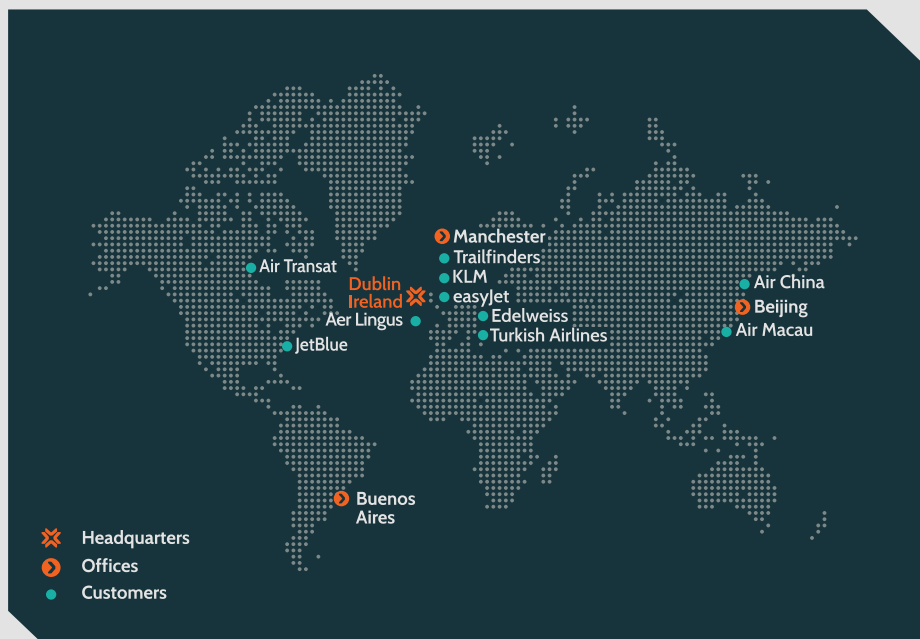 Manchester
Trailfinders
Air Transat
KLM
Air China
Dublin
Ireland
easyJet
Beijing
Aer Lingus
Edelweiss
Air Macau
Turkish Airlines
JetBlue
Buenos
Aires
Headquarters
Offices
Customers